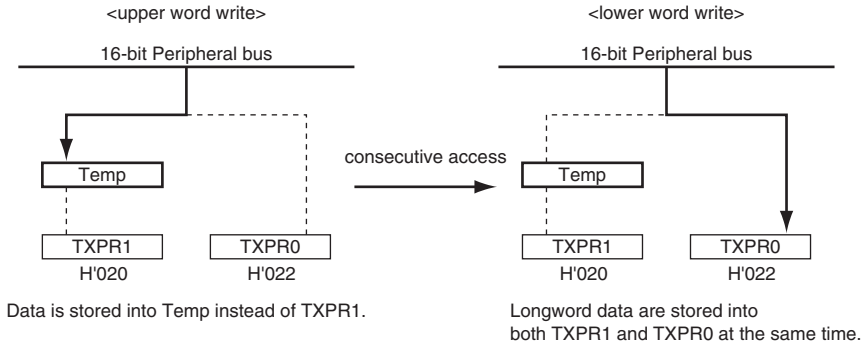 <upper word write>
16-bit Peripheral bus
Temp
TXPR1
TXPR0
H'020
H'022
Data is stored into Temp instead of TXPR1.
consecutive access
<lower word write>
16-bit Peripheral bus
Temp
TXPR1
TXPR0
H'020
H'022
Longword data are stored into
both TXPR1 and TXPR0 at the same time.